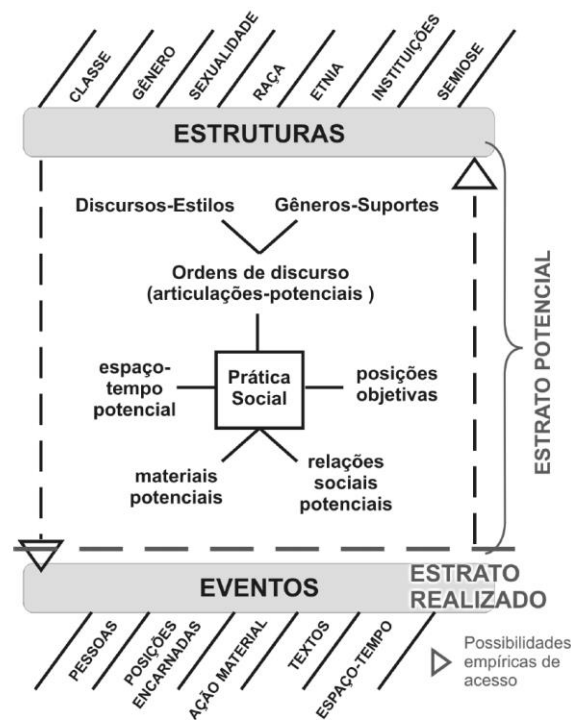 CLASSE
GÊNERO
SEXUALIDADE
RAÇA
ETNIA
INSTITUIÇÕES
SEMIOSE
ESTRUTURAS
Discursos-Estilos
Gêneros-Suportes
Ordens de discurso
(articulações-potenciais )
espaço-
tempo
potencial
Prática
Social
posições
objetivas
materiais
potenciais
relações
sociais
potenciais
ESTRATO POTENCIAL
EVENTOS
ESTRATO
REALIZADO
PESSOAS
POSIÇÕES
ENCARNADAS
AÇÃO MATERIAL
TEXTOS
ESPAÇO-TEMPO
Possibilidades
empíricas de
acesso